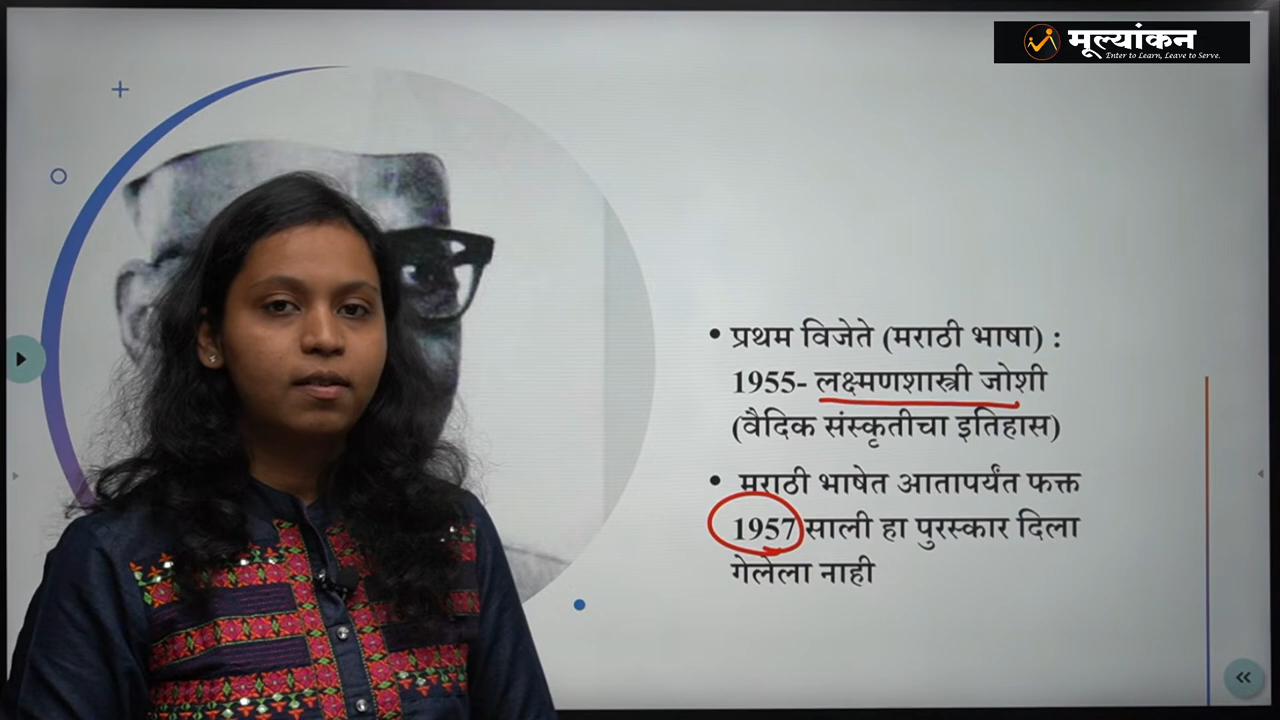 मूल्यांकन
Enter to Learn, Leave to Serve.
• प्रथम विजेते (मराठी भाषा) :
1955- लक्ष्मणशास्त्री जोशी
(वैदिक संस्कृतीचा इतिहास)
• मराठी भाषेत आतापर्यंत फक्त
1957 साली हा पुरस्कार दिला
गेलेला नाही